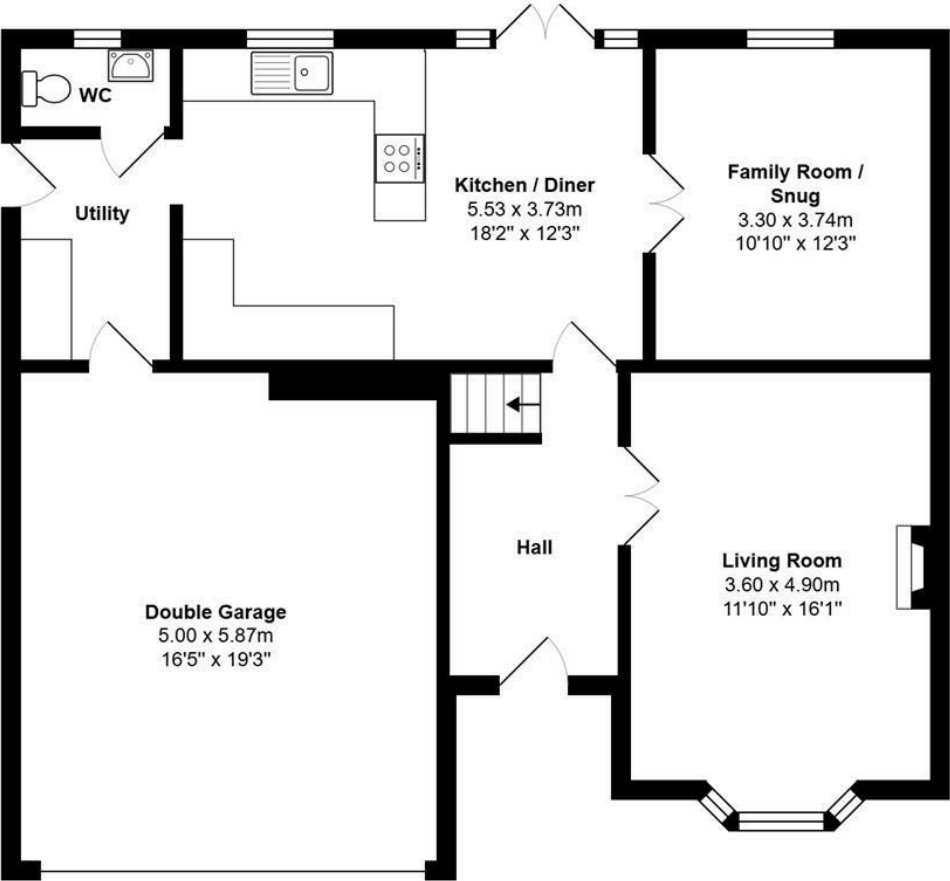 WC
Utility
Kitchen / Diner
5.53 x 3.73m
18'2" x 12'3"
Family Room /
Snug
3.30 x 3.74m
10'10" x 12'3"
Hall
Living Room
3.60 x 4.90m
11'10" x 16'1"
Double Garage
5.00 x 5.87m
16'5" x 19'3"